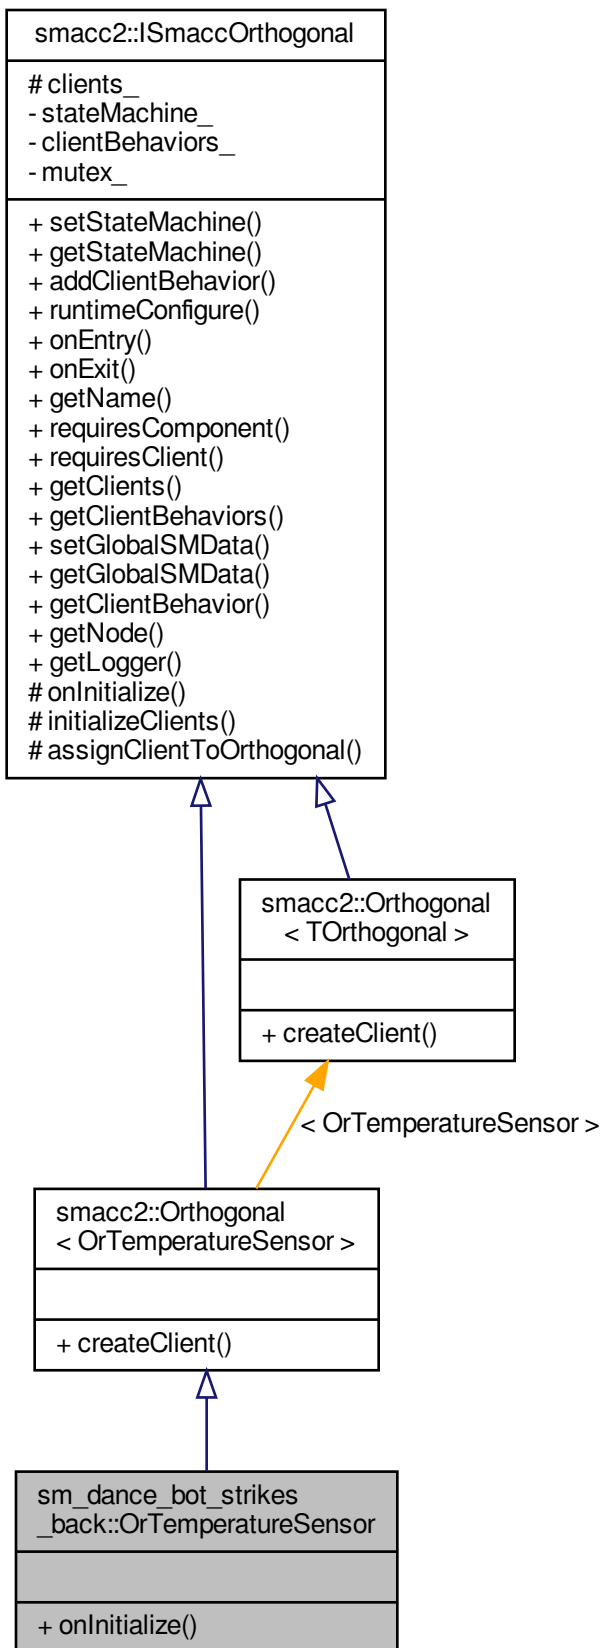 smacc2::ISmaccOrthogonal
# clients_
- stateMachine_
- clientBehaviors_
- mutex_
+ setStateMachine()
+ getStateMachine()
+ addClientBehavior()
+ runtimeConfigure()
+ onEntry()
+ onExit()
+ getName()
+ requiresComponent()
+ requiresClient()
+ getClients()
+ getClientBehaviors()
+ setGlobalSMData()
+ getGlobalSMData()
+ getClientBehavior()
+ getNode()
+ getLogger()
# onInitialize()
# initializeClients()
# assignClientToOrthogonal()
smacc2::Orthogonal
< TOrthogonal >
+ createClient()
< OrTemperatureSensor >
smacc2::Orthogonal
< OrTemperatureSensor >
+ createClient()
sm_dance_bot_strikes
_back::OrTemperatureSensor
+ onInitialize()